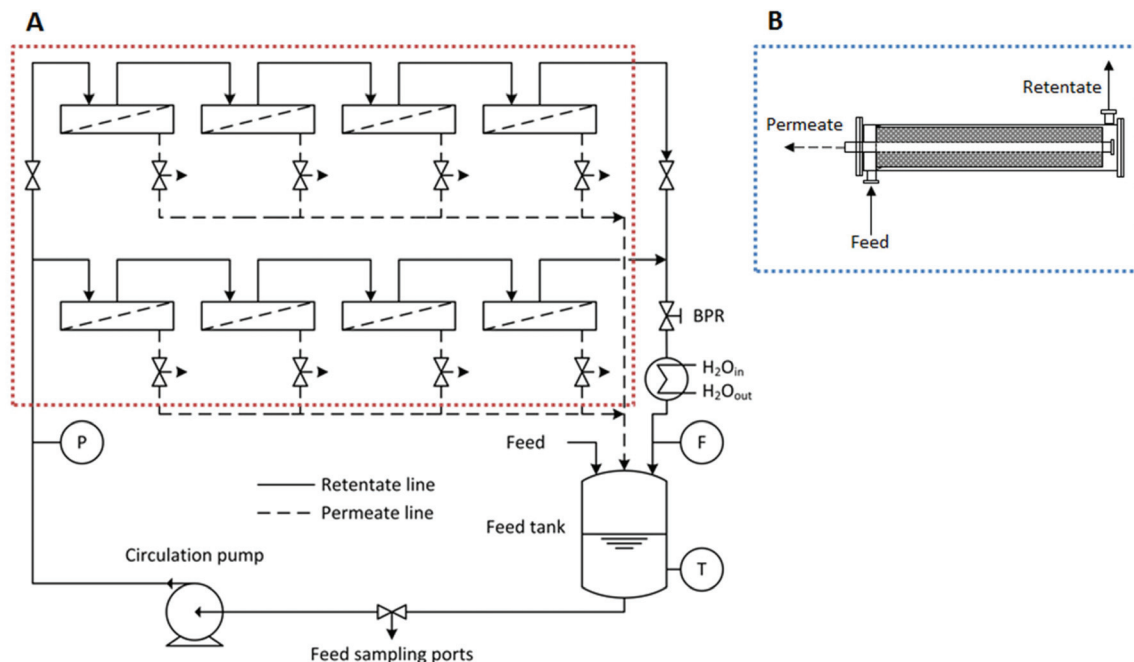 A
B
Retentate
Permeate
Feed
BPR
H₂Oin
H₂Oout
P
Feed
F
Retentate line
Permeate line
Feed tank
Circulation pump
T
Feed sampling ports